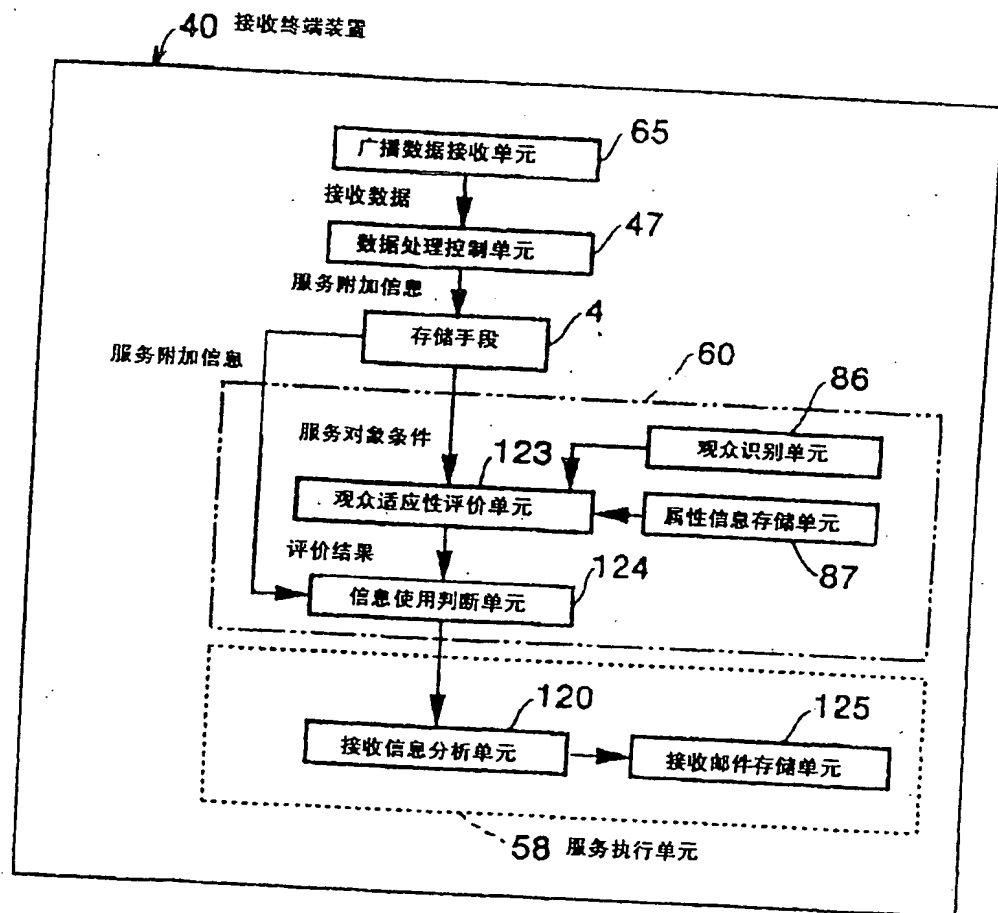 40 接收终端装置
65
广播数据接收单元
接收数据
47
数据处理控制单元
服务附加信息
4
存储手段
服务附加信息
60
86
服务对象条件
观众识别单元
123
观众适应性评价单元
属性信息存储单元
87
评价结果
124
信息使用判断单元
120
125
接收信息分析单元
接收邮件存储单元
58 服务执行单元